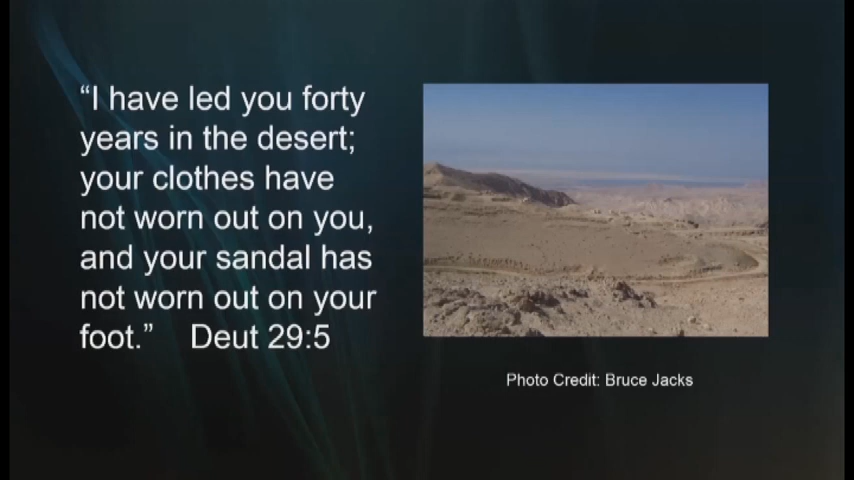 “I have led you forty
years in the desert;
your clothes have
not worn out on you,
and your sandal has
not worn out on your
foot.” Deut 29:5
Photo Credit: Bruce Jacks